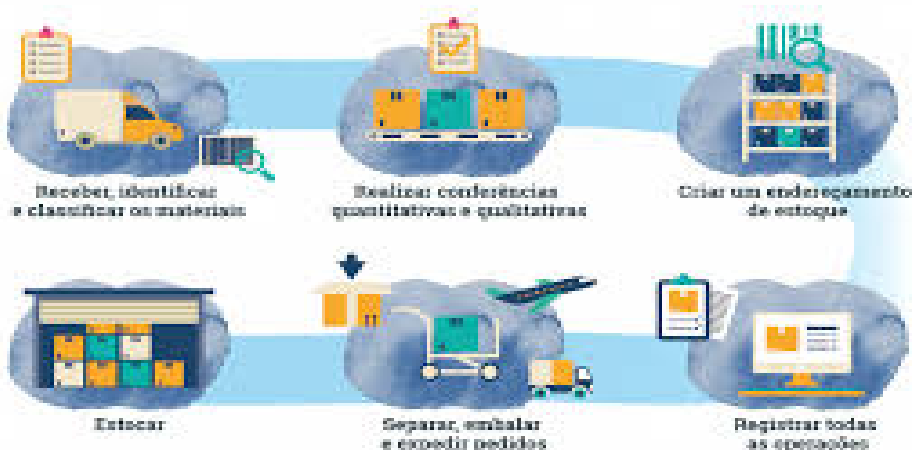 Receber, identificar
e classificar os materiais
Realizar conferências
quantitativas e qualitativas
Criar um endereçamento
de estoque
Estocar
Separar, embalar
e expedir pedidos
Registrar todas
as operações